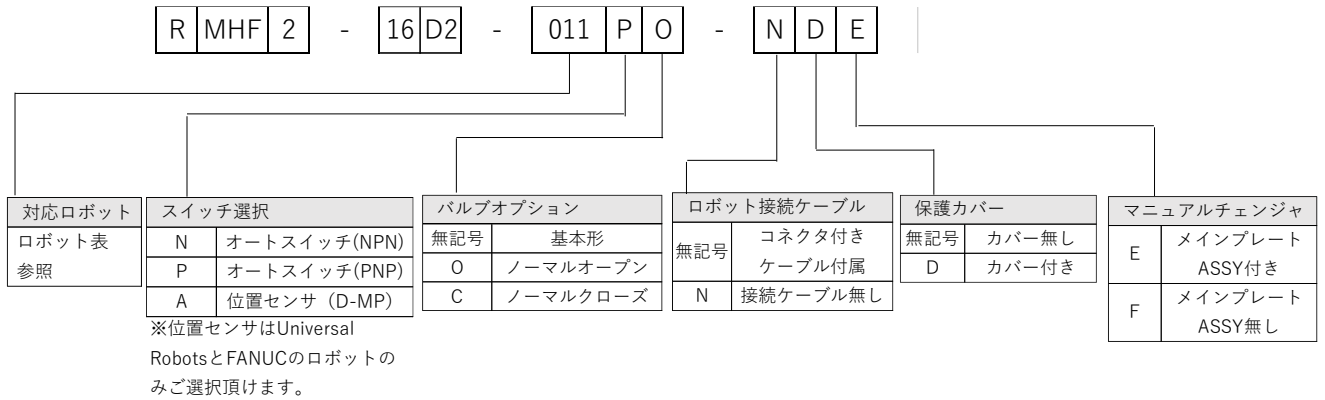 R MHF 2 - 16 D2 - 011 P O - N D E
対応ロボット
ロボット表
参照
スイッチ選択
N オートスイッチ(NPN)
P オートスイッチ(PNP)
A 位置センサ（D-MP）
※位置センサはUniversal
RobotsとFANUCのロボットの
みご選択頂けます。
バルブオプション
無記号 基本形
O ノーマルオープン
C ノーマルクローズ
ロボット接続ケーブル
無記号 コネクタ付き
ケーブル付属
N 接続ケーブル無し
保護カバー
無記号 カバー無し
D カバー付き
マニュアルチェンジャ
E メインプレート
ASSY付き
F メインプレート
ASSY無し